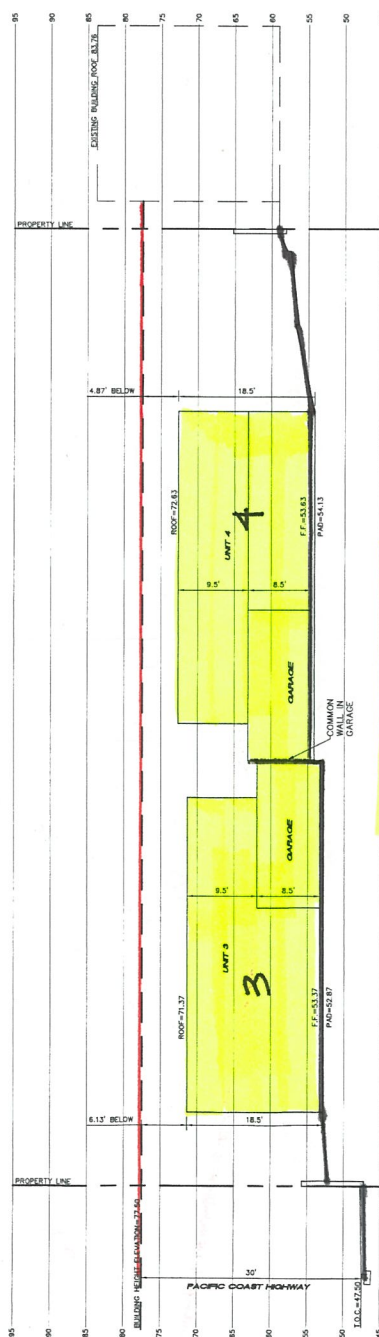 95
90
85
80
75
70
65
60
55
50
PROPERTY LINE
EXISTING BUILDING ROOF 83.76
4.87' BELOW
18.5'
ROOF=72.63
UNIT 4
4
9.5'
8.5'
F.F.=53.63
PAD=54.13
GARAGE
COMMON
WALL IN
GARAGE
GARAGE
9.5'
8.5'
UNIT 3
3
ROOF=71.37
F.F.=53.37
PAD=52.87
6.13' BELOW
18.5'
PROPERTY LINE
BUILDING HEIGHT ELEVATION=77.50
30'
PACIFIC COAST HIGHWAY
T.O.C.=47.50
95
90
85
80
75
70
65
60
55
50